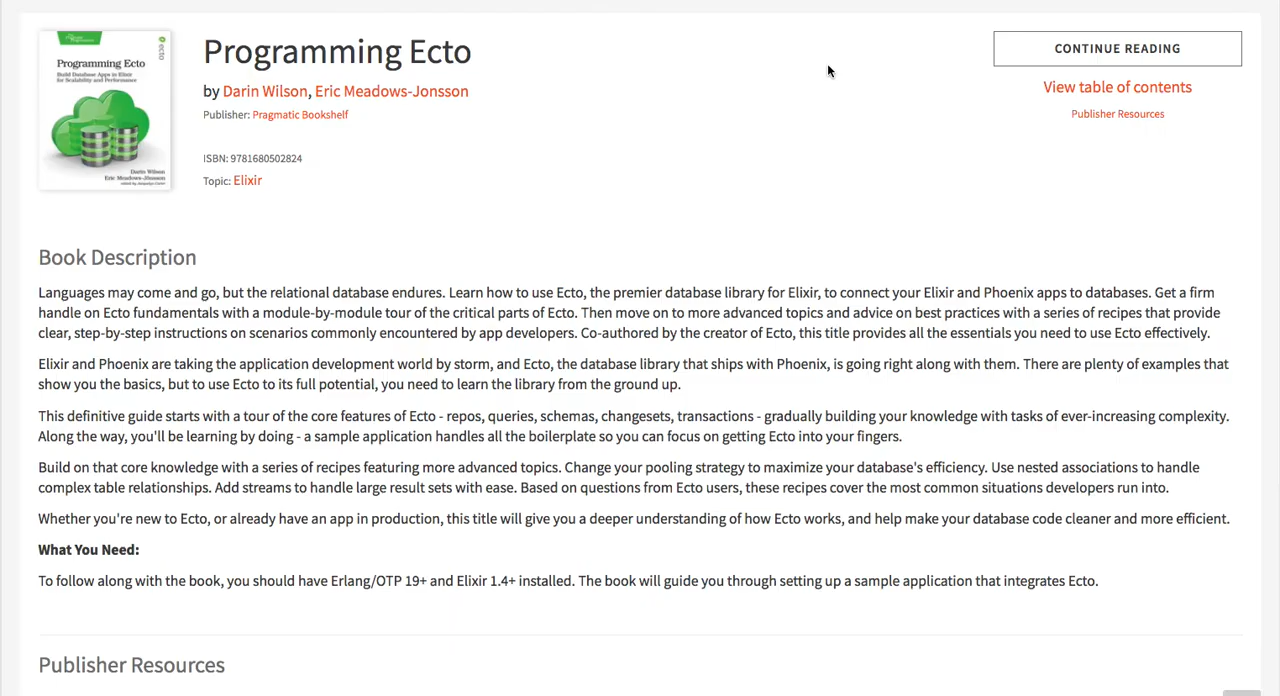 Programming Ecto
Build Database Apps in Elixir
for Scalability and Performance
ecto
Darin Wilson
Eric Meadows-Jönsson
edited by Jacquelyn Carter
Programming Ecto
by Darin Wilson, Eric Meadows-Jonsson
Publisher: Pragmatic Bookshelf
ISBN: 9781680502824
Topic: Elixir
CONTINUE READING
View table of contents
Publisher Resources
Book Description
Languages may come and go, but the relational database endures. Learn how to use Ecto, the premier database library for Elixir, to connect your Elixir and Phoenix apps to databases. Get a firm
handle on Ecto fundamentals with a module-by-module tour of the critical parts of Ecto. Then move on to more advanced topics and advice on best practices with a series of recipes that provide
clear, step-by-step instructions on scenarios commonly encountered by app developers. Co-authored by the creator of Ecto, this title provides all the essentials you need to use Ecto effectively.
Elixir and Phoenix are taking the application development world by storm, and Ecto, the database library that ships with Phoenix, is going right along with them. There are plenty of examples that
show you the basics, but to use Ecto to its full potential, you need to learn the library from the ground up.
This definitive guide starts with a tour of the core features of Ecto - repos, queries, schemas, changesets, transactions - gradually building your knowledge with tasks of ever-increasing complexity.
Along the way, you'll be learning by doing - a sample application handles all the boilerplate so you can focus on getting Ecto into your fingers.
Build on that core knowledge with a series of recipes featuring more advanced topics. Change your pooling strategy to maximize your database's efficiency. Use nested associations to handle
complex table relationships. Add streams to handle large result sets with ease. Based on questions from Ecto users, these recipes cover the most common situations developers run into.
Whether you're new to Ecto, or already have an app in production, this title will give you a deeper understanding of how Ecto works, and help make your database code cleaner and more efficient.
What You Need:
To follow along with the book, you should have Erlang/OTP 19+ and Elixir 1.4+ installed. The book will guide you through setting up a sample application that integrates Ecto.
Publisher Resources